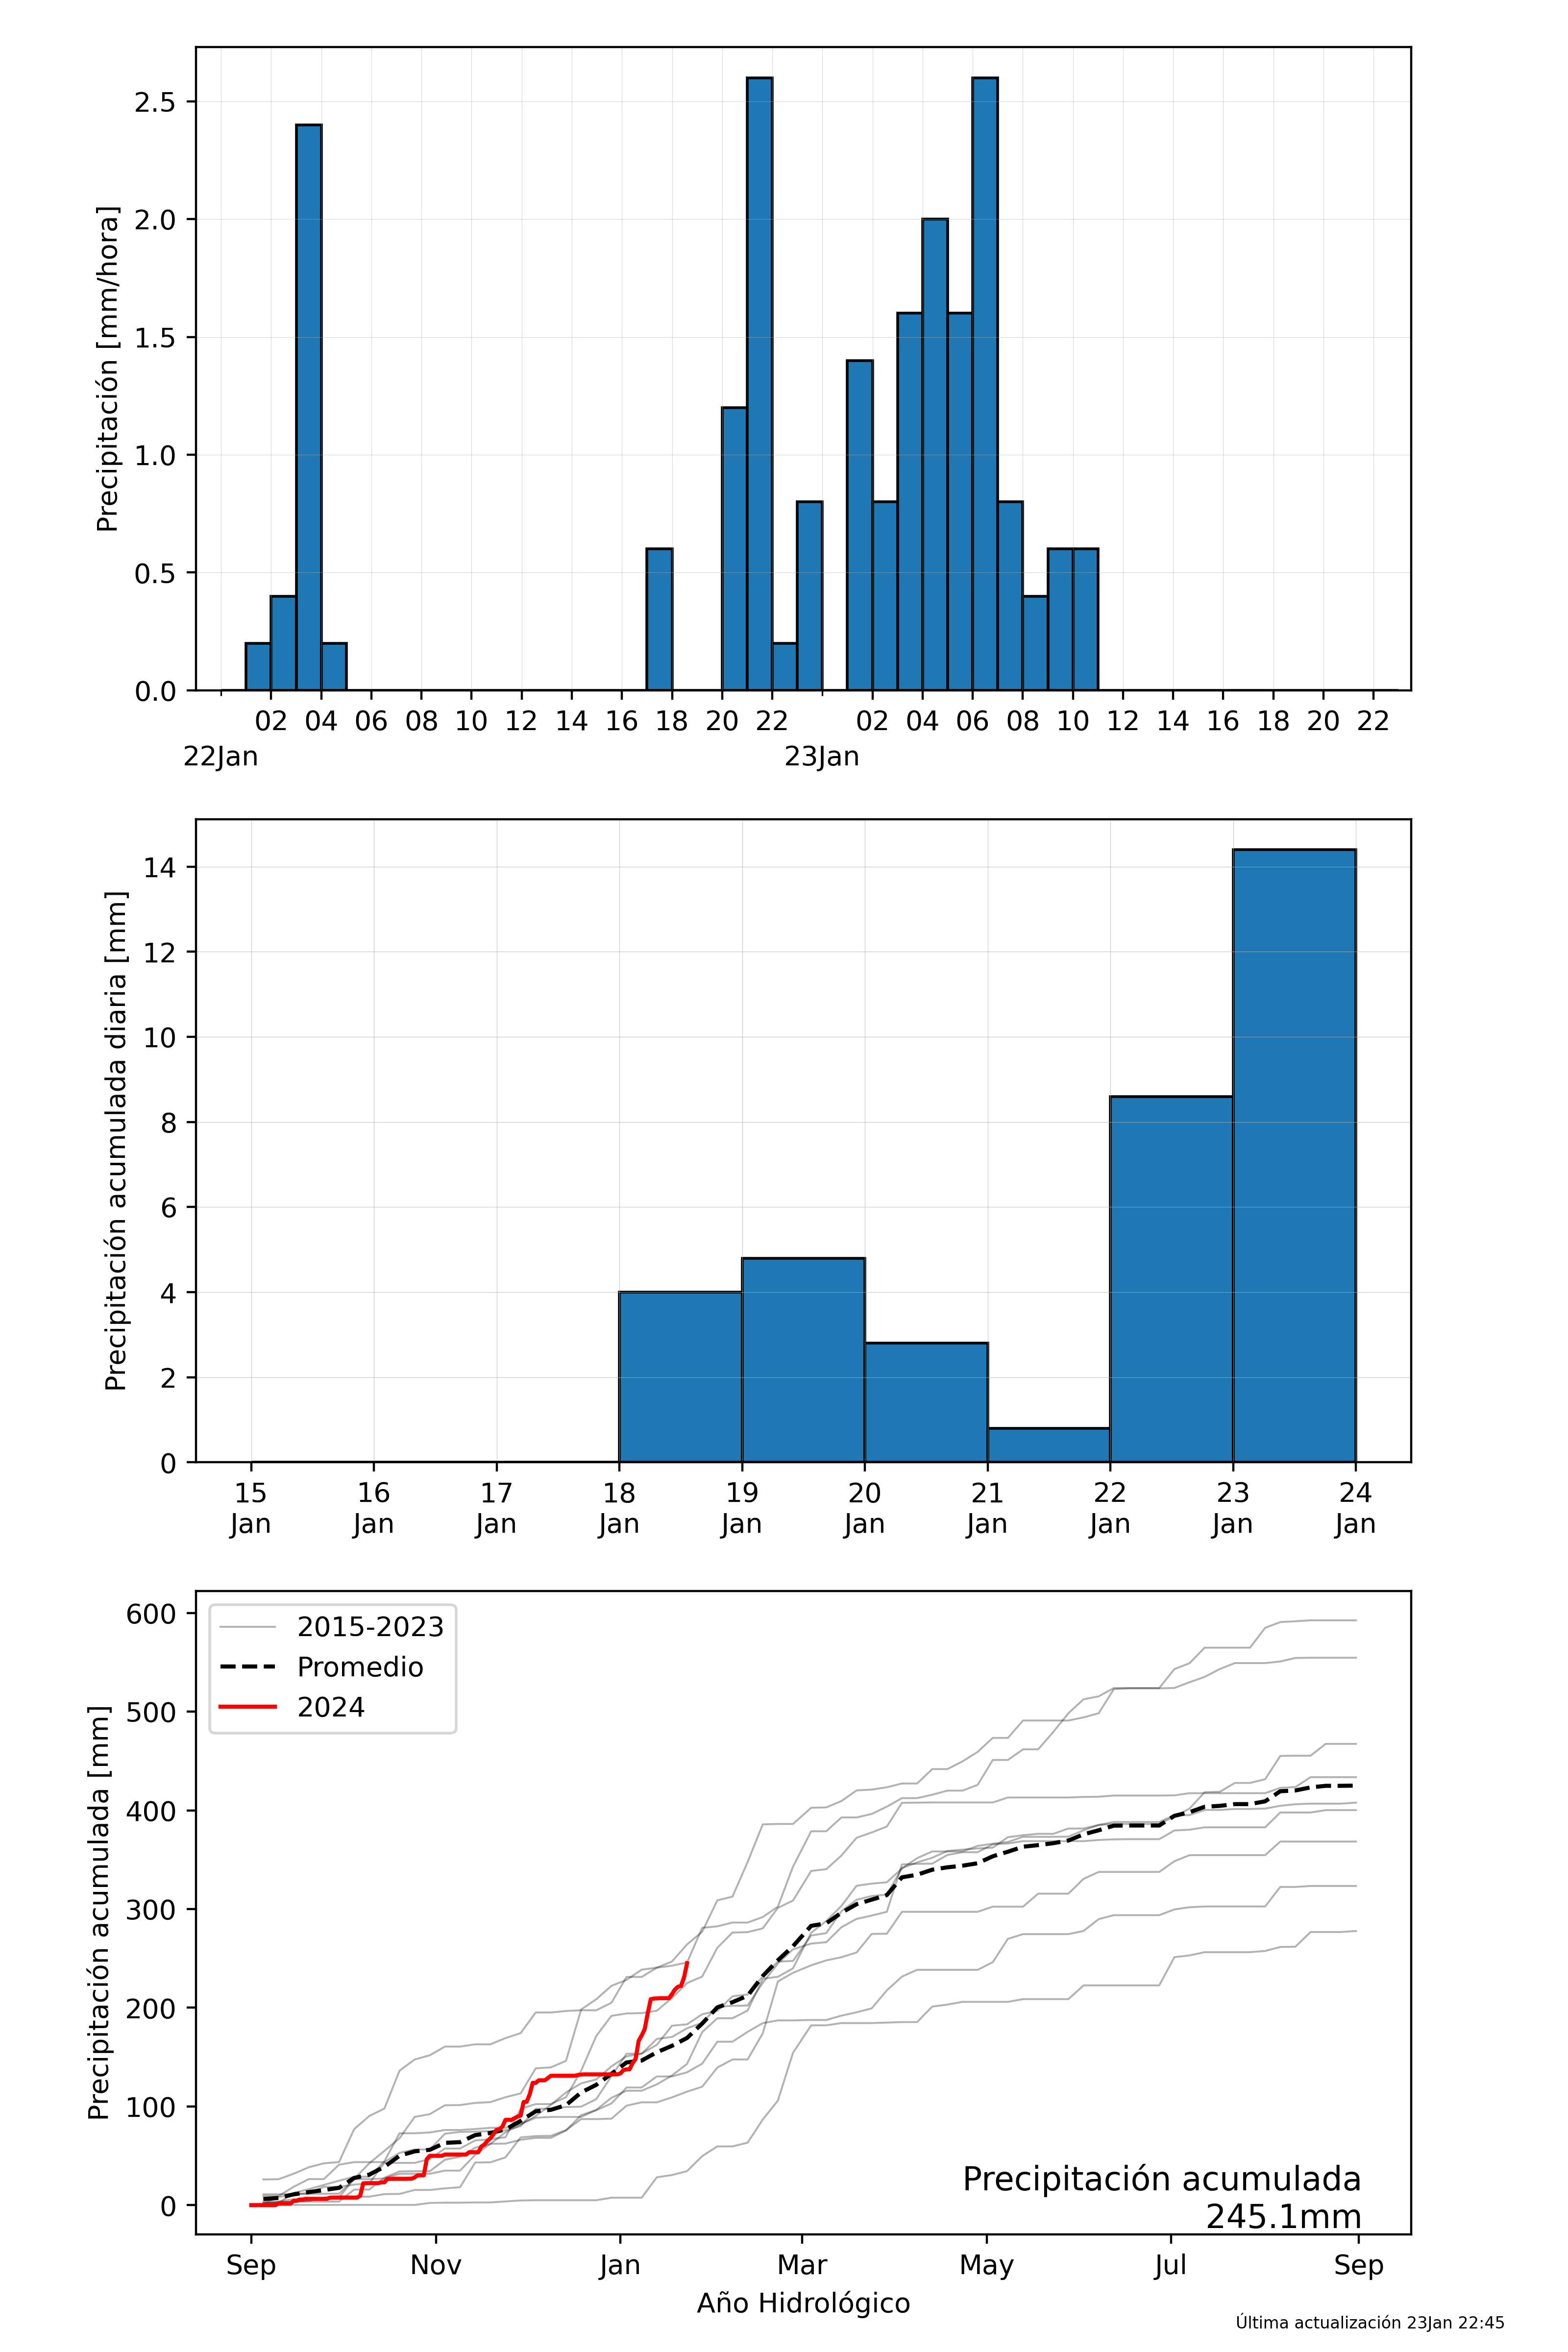 Precipitación [mm/hora]
2.5
2.0
1.5
1.0
0.5
0.0
02 04 06 08 10 12 14 16 18 20 22 02 04 06 08 10 12 14 16 18 20 22
22Jan 23Jan
Precipitación acumulada diaria [mm]
14
12
10
8
6
4
2
0
15 16 17 18 19 20 21 22 23 24
Jan Jan Jan Jan Jan Jan Jan Jan Jan Jan
Precipitación acumulada [mm]
600
500
400
300
200
100
0
2015-2023
Promedio
2024
Precipitación acumulada
245.1mm
Sep Nov Jan Mar May Jul Sep
Año Hidrológico
Última actualización 23Jan 22:45